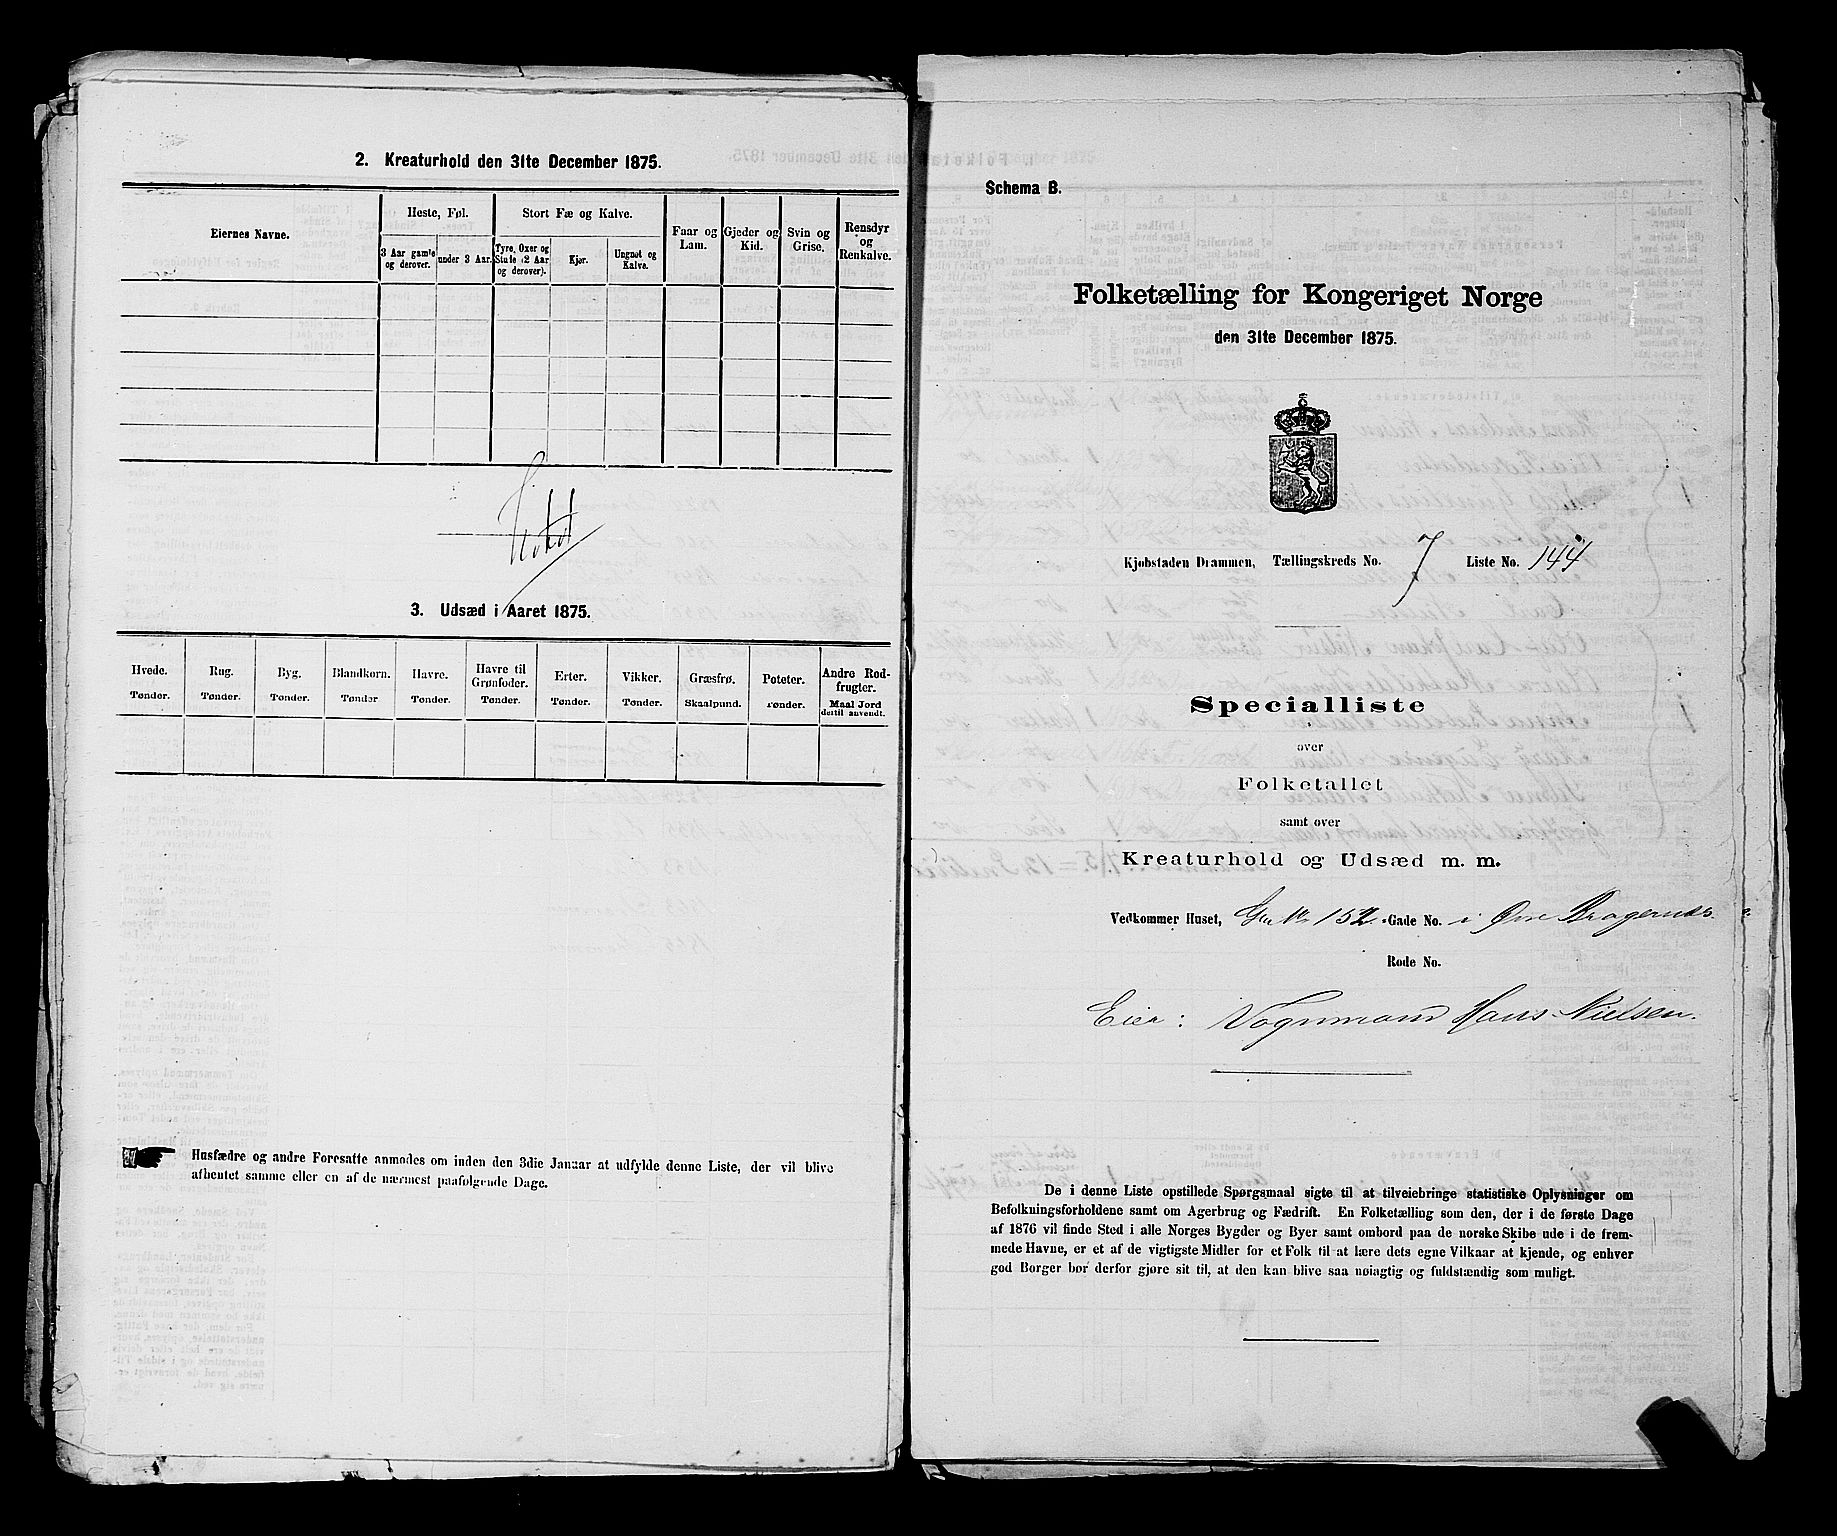 2. Kreaturhold den 31te December 1875.
Eiernes Navne.
Heste, Føl.
Stort Fæ og Kalve.
Faar og Lam.
Gjeder og Kid.
Svin og Grise.
Rensdyr og Renkalve.
3 Aar gamle og derover.
under 3 Aar.
Tyre, Oxer og Stude (2 Aar og derover).
Kjør.
Ungnøt og Kalve.
3. Udsæd i Aaret 1875.
Hvede. Tønder.
Rug. Tønder.
Byg. Tønder.
Blandkorn. Tønder
Havre. Tønder.
Havre til Grønfoder. Tønder.
Erter. Tønder.
Vikker. Tønder.
Græsfrø. Skaalpund.
Poteter. Tønder.
Andre Rodfrugter. Maal Jord dertil anvendt.
Husfædre og andre Foresatte anmodes om inden den 3die Januar at udfylde denne Liste, der vil blive
afhentet samme eller en af de nærmest paafølgende Dage.
Schema B.
Folketælling for Kongeriget Norge
den 31te December 1875.
Kjøbstaden Drammen, Tællingskreds No. 7 Liste No. 144
Specialliste
over
Folketallet
samt over
Kreaturhold og Udsæd m. m.
Vedkommer Huset, 152 Gade No. i Øvre Bragernæs
Rode No.
Eier: Vognmand Hans Nielsen.
De i denne Liste opstillede Spørgsmaal sigte til at tilveiebringe statistiske Oplysninger om
Befolkningsforholdene samt om Agerbrug og Fædrift. En Folketælling som den, der i de første Dage
af 1876 vil finde Sted i alle Norges Bygder og Byer samt ombord paa de norske Skibe ude i de frem-
mede Havne, er et af de vigtigste Midler for et Folk til at lære dets egne Vilkaar at kjende, og enhver
god Borger bør derfor gjøre sit til, at den kan blive saa nøiagtig og fuldstændig som muligt.